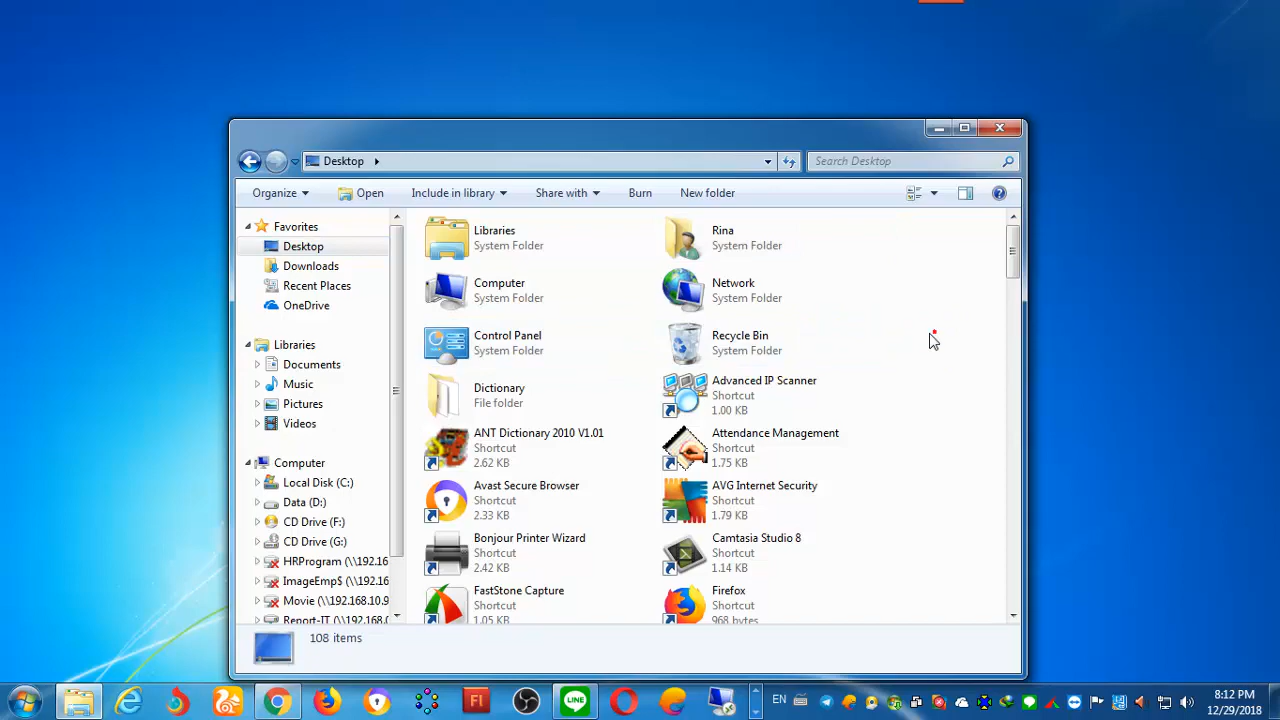 Desktop
Search Desktop
Organize
Open
Include in library
Share with
Burn
New folder
Favorites
Desktop
Downloads
Recent Places
OneDrive
Libraries
Documents
Music
Pictures
Videos
Computer
Local Disk (C:)
Data (D:)
CD Drive (F:)
CD Drive (G:)
HRProgram (\\192.16
ImageEmp$ (\\192.16
Movie (\\192.168.10.9
Report-IT (\\192.168.0
Libraries
System Folder
Rina
System Folder
Computer
System Folder
Network
System Folder
Control Panel
System Folder
Recycle Bin
System Folder
Dictionary
File folder
Advanced IP Scanner
Shortcut
1.00 KB
ANT Dictionary 2010 V1.01
Shortcut
2.62 KB
Attendance Management
Shortcut
1.75 KB
Avast Secure Browser
Shortcut
2.33 KB
AVG Internet Security
Shortcut
1.79 KB
Bonjour Printer Wizard
Shortcut
2.42 KB
Camtasia Studio 8
Shortcut
1.14 KB
FastStone Capture
Shortcut
1.05 KB
Firefox
Shortcut
968 bytes
108 items
Fl
LINE
EN
8:12 PM
12/29/2018